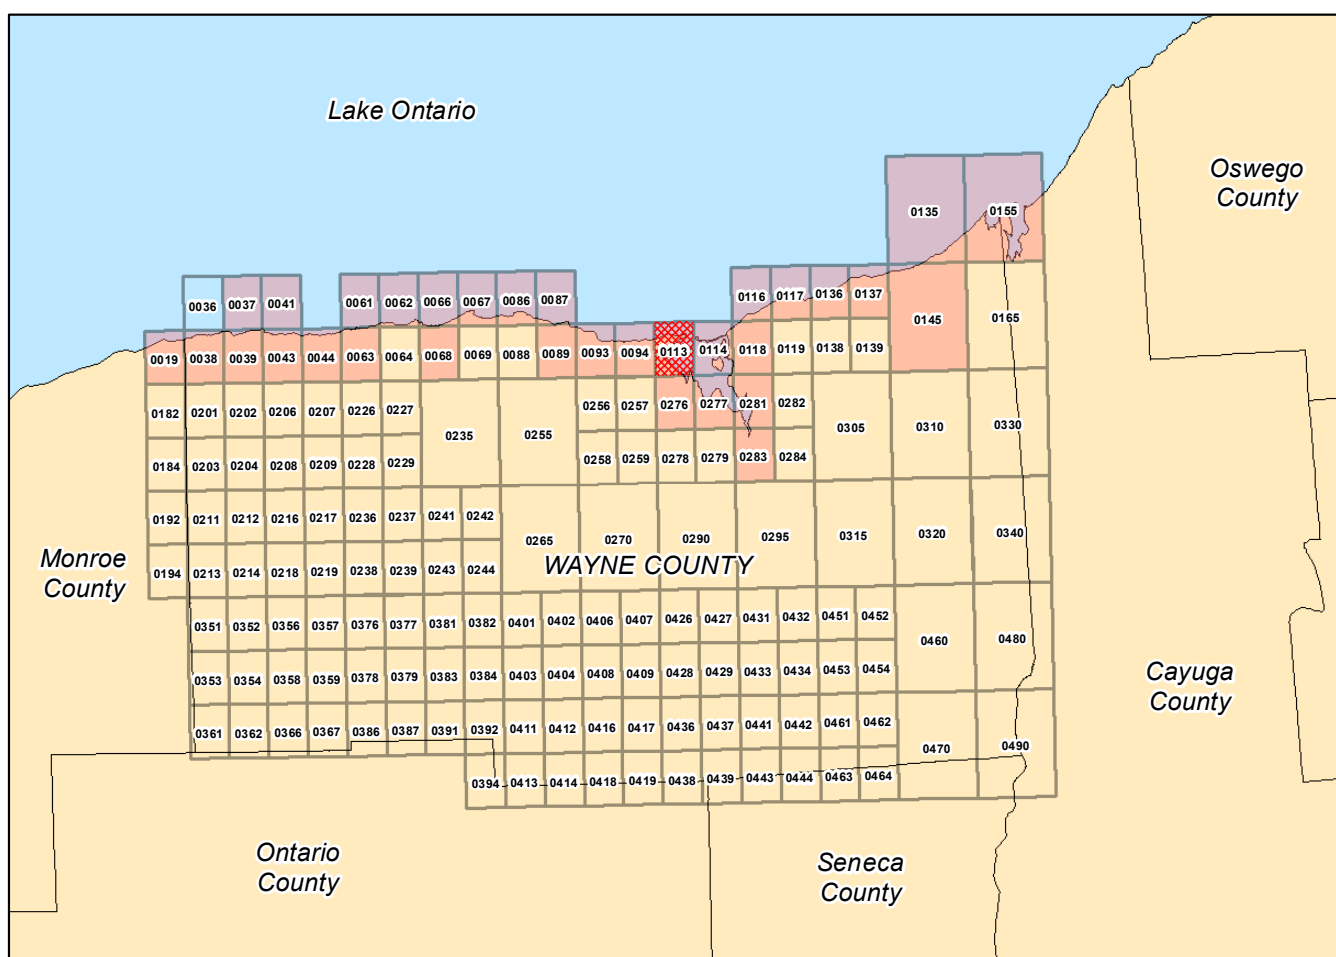 Lake Ontario
Oswego
County
0135 0155
0036 0037 0041 0061 0062 0066 0067 0086 0087 0116 0117 0136 0137
0145 0165
0019 0038 0039 0043 0044 0063 0064 0068 0069 0088 0089 0093 0094 0113 0114 0118 0119 0138 0139
0182 0201 0202 0206 0207 0226 0227 0256 0257 0276 0277 0281 0282
0235 0255 0305 0310 0330
0184 0203 0204 0208 0209 0228 0229 0258 0259 0278 0279 0283 0284
0192 0211 0212 0216 0217 0236 0237 0241 0242
0265 0270 0290 0295 0315 0320 0340
Monroe
County
WAYNE COUNTY
0194 0213 0214 0218 0219 0238 0239 0243 0244
0351 0352 0356 0357 0376 0377 0381 0382 0401 0402 0406 0407 0426 0427 0431 0432 0451 0452
0460 0480
0353 0354 0358 0359 0378 0379 0383 0384 0403 0404 0408 0409 0428 0429 0433 0434 0453 0454
Cayuga
County
0361 0362 0366 0367 0386 0387 0391 0392 0411 0412 0416 0417 0436 0437 0441 0442 0461 0462
0470 0490
0394 0413 0414 0418 0419 0438 0439 0443 0444 0463 0464
Ontario
County
Seneca
County